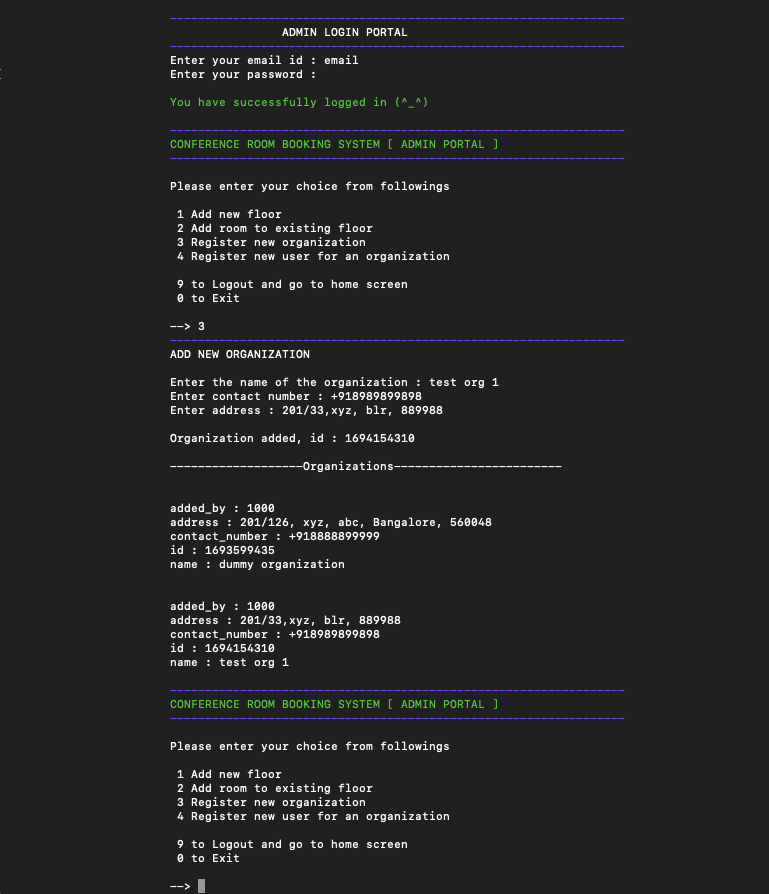 ADMIN LOGIN PORTAL
Enter your email id : email
Enter your password :
You have successfully logged in (^_^)
CONFERENCE ROOM BOOKING SYSTEM [ ADMIN PORTAL ]
Please enter your choice from followings
1 Add new floor
2 Add room to existing floor
3 Register new organization
4 Register new user for an organization
9 to Logout and go to home screen
0 to Exit
--> 3
ADD NEW ORGANIZATION
Enter the name of the organization : test org 1
Enter contact number : +918989899898
Enter address : 201/33,xyz, blr, 889988
Organization added, id : 1694154310
-------------------Organizations------------------------
added_by : 1000
address : 201/126, xyz, abc, Bangalore, 560048
contact_number : +918888899999
id : 1693599435
name : dummy organization
added_by : 1000
address : 201/33,xyz, blr, 889988
contact_number : +918989899898
id : 1694154310
name : test org 1
CONFERENCE ROOM BOOKING SYSTEM [ ADMIN PORTAL ]
Please enter your choice from followings
1 Add new floor
2 Add room to existing floor
3 Register new organization
4 Register new user for an organization
9 to Logout and go to home screen
0 to Exit
-->